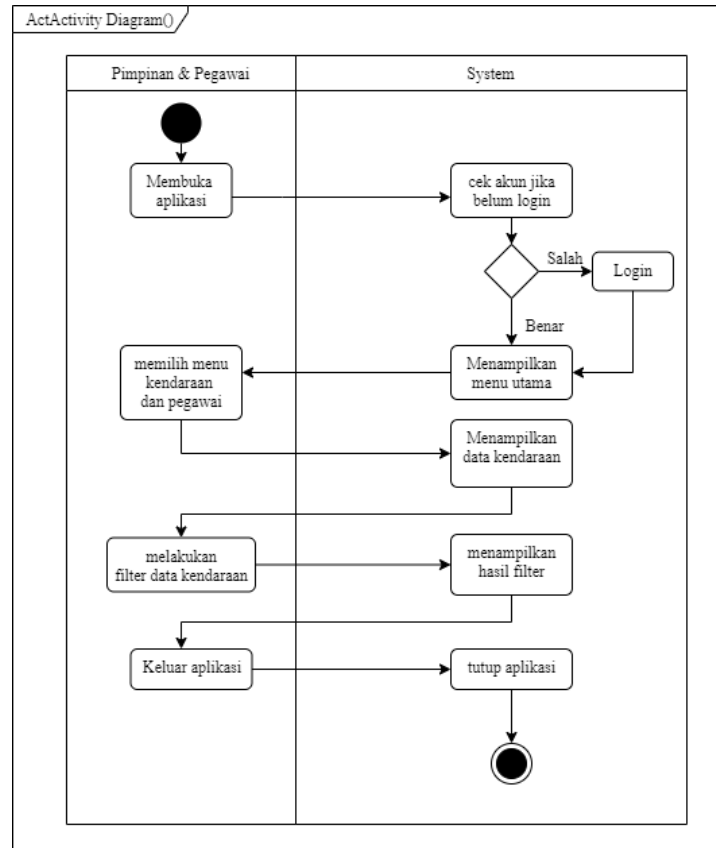 ActActivity Diagram()
Pimpinan & Pegawai
System
Membuka
aplikasi
cek akun jika
belum login
Salah
Login
Benar
Menampilkan
menu utama
memilih menu
kendaraan
dan pegawai
Menampilkan
data kendaraan
melakukan
filter data kendaraan
menampilkan
hasil filter
Keluar aplikasi
tutup aplikasi